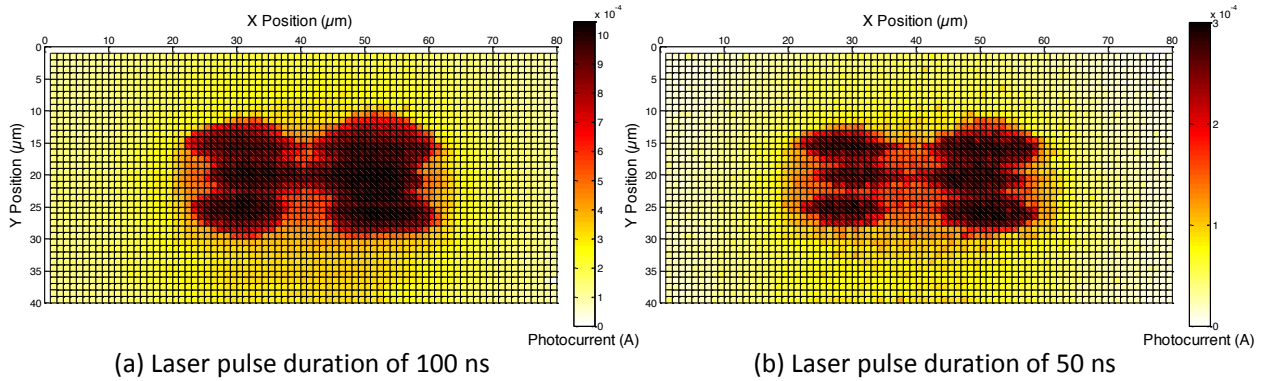 X Position (µm)
0 10 20 30 40 50 60 70 80
0
5
10
15
20
25
30
35
40
Y Position (µm)
x 10⁻⁴
10
9
8
7
6
5
4
3
2
1
0
Photocurrent (A)
(a) Laser pulse duration of 100 ns
X Position (µm)
0 10 20 30 40 50 60 70 80
0
5
10
15
20
25
30
35
40
Y Position (µm)
3 x 10⁻⁴
2
1
0
Photocurrent (A)
(b) Laser pulse duration of 50 ns